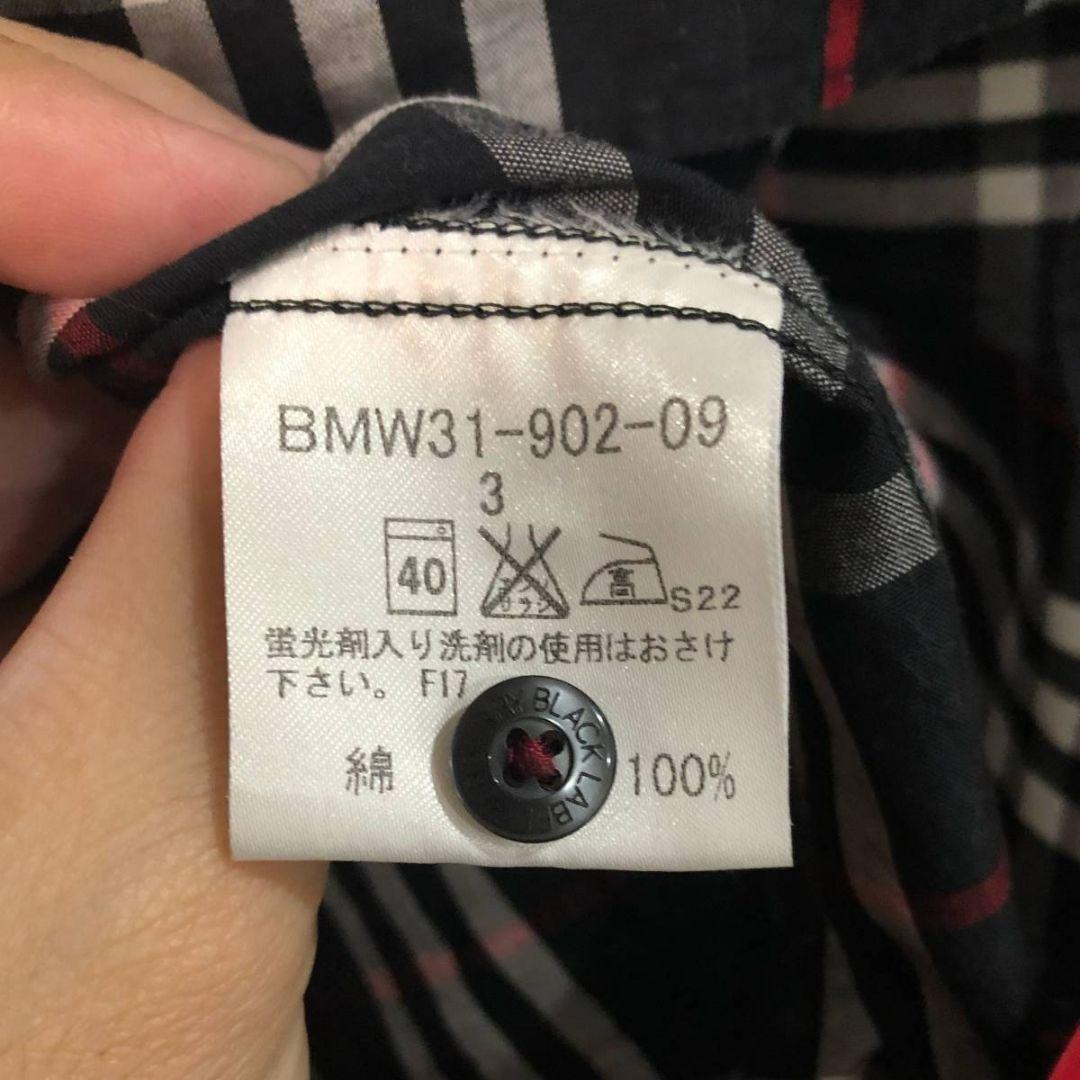 BMW31-902-09
3
40 高 S22
蛍光剤入り洗剤の使用はおさけ
下さい。 F17
BLACK LABEL
綿 100%